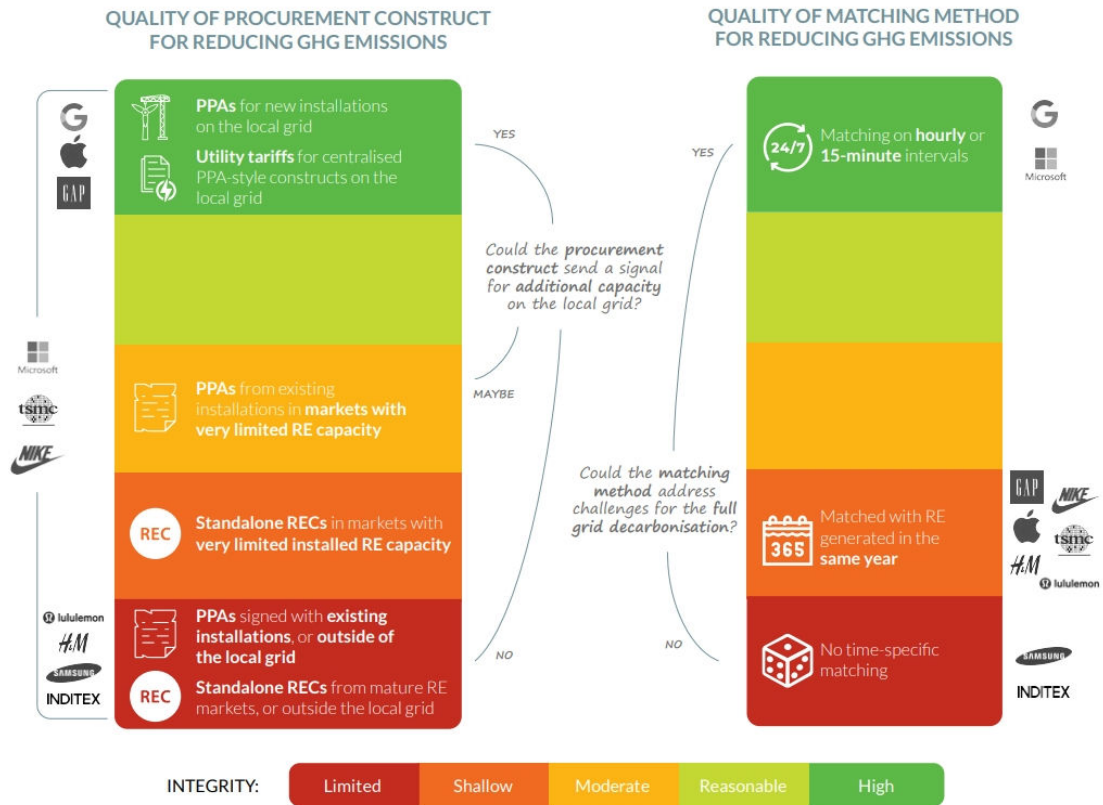 QUALITY OF PROCUREMENT CONSTRUCT
FOR REDUCING GHG EMISSIONS
G
GAP
Microsoft
tsmc
NIKE
lululemon
H&M
SAMSUNG
INDITEX
PPAs for new installations
on the local grid
Utility tariffs for centralised
PPA-style constructs on the
local grid
PPAs from existing
installations in markets with
very limited RE capacity
REC
Standalone RECs in markets with
very limited installed RE capacity
PPAs signed with existing
installations, or outside of
the local grid
REC
Standalone RECs from mature RE
markets, or outside the local grid
YES
Could the procurement
construct send a signal
for additional capacity
on the local grid?
MAYBE
NO
QUALITY OF MATCHING METHOD
FOR REDUCING GHG EMISSIONS
YES
Could the matching
method address
challenges for the full
grid decarbonisation?
NO
24/7
Matching on hourly or
15-minute intervals
365
Matched with RE
generated in the
same year
No time-specific
matching
G
Microsoft
GAP
NIKE
tsmc
H&M
lululemon
SAMSUNG
INDITEX
INTEGRITY:
Limited
Shallow
Moderate
Reasonable
High